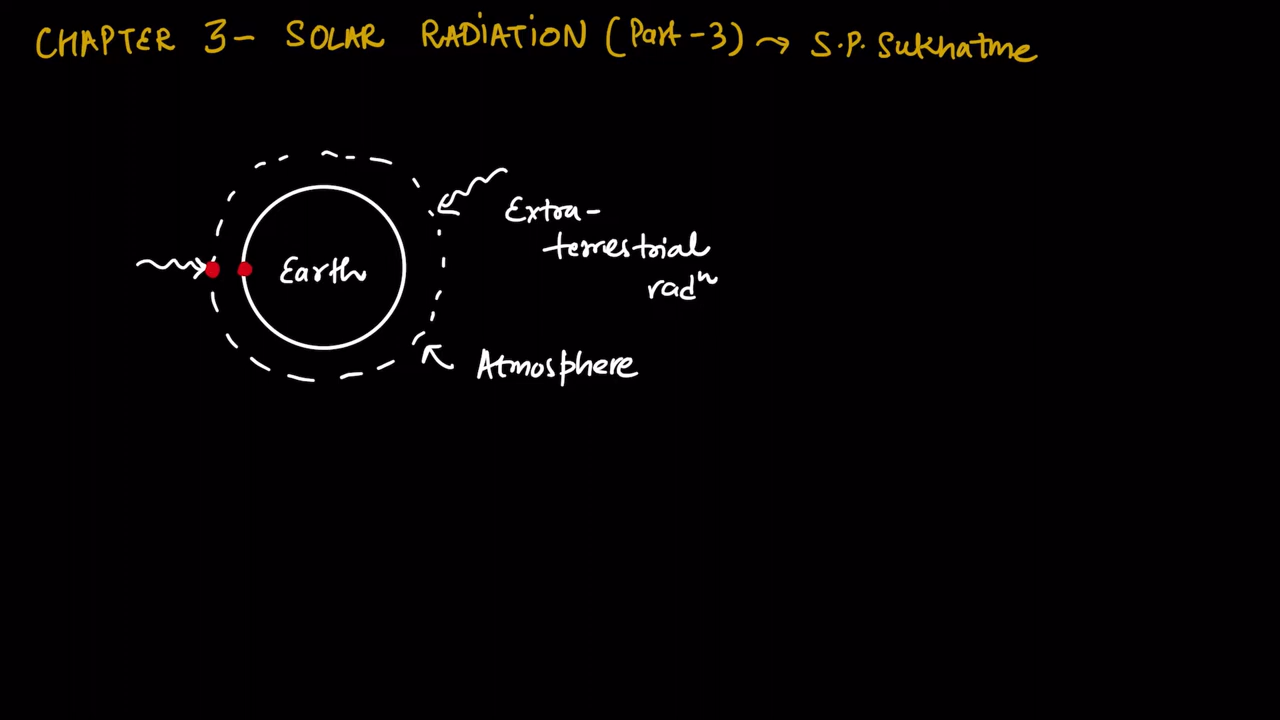 CHAPTER 3- SOLAR RADIATION (Part-3) → S.P. Sukhatme
Extra-
terrestrial
radⁿ
Earth
Atmosphere